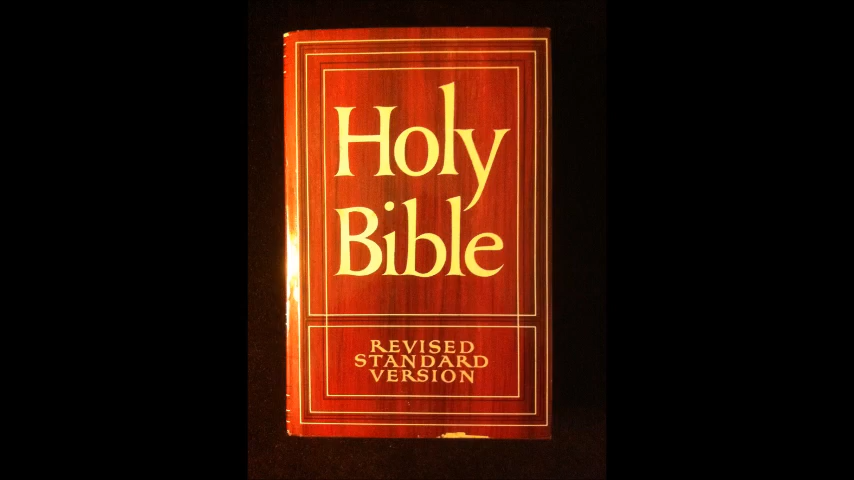 Holy
Bible
REVISED
STANDARD
VERSION